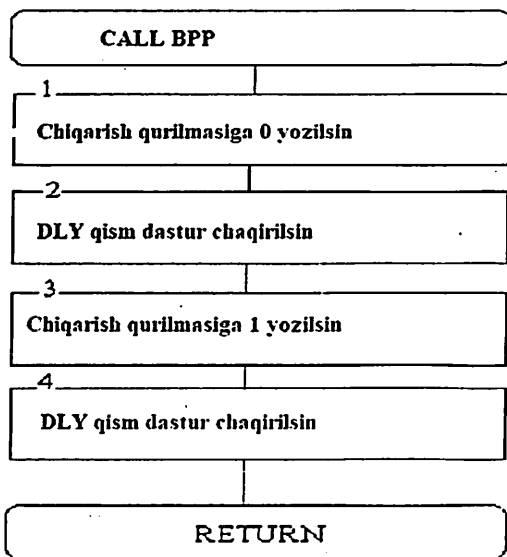 CALL BPP
1
Chiqarish qurilmasiga 0 yozilsin
2
DLY qism dastur chaqirilsin
3
Chiqarish qurilmasiga 1 yozilsin
4
DLY qism dastur chaqirilsin
RETURN